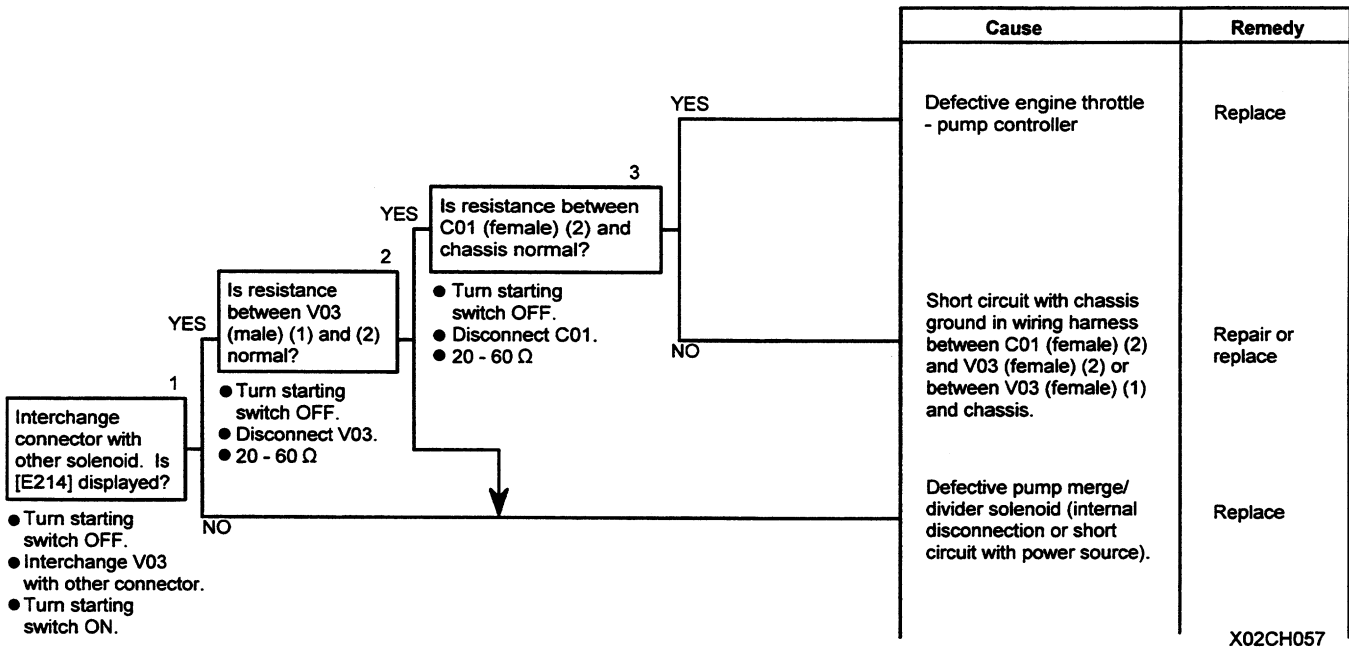 Cause
Remedy
YES
Defective engine throttle
- pump controller
Replace
3
YES
Is resistance between
C01 (female) (2) and
chassis normal?
● Turn starting
switch OFF.
● Disconnect C01.
● 20 - 60 Ω
NO
Short circuit with chassis
ground in wiring harness
between C01 (female) (2)
and V03 (female) (2) or
between V03 (female) (1)
and chassis.
Repair or
replace
2
YES
Is resistance
between V03
(male) (1) and (2)
normal?
● Turn starting
switch OFF.
● Disconnect V03.
● 20 - 60 Ω
1
Interchange
connector with
other solenoid. Is
[E214] displayed?
● Turn starting
switch OFF.
● Interchange V03
with other connector.
● Turn starting
switch ON.
NO
Defective pump merge/
divider solenoid (internal
disconnection or short
circuit with power source).
Replace
X02CH057